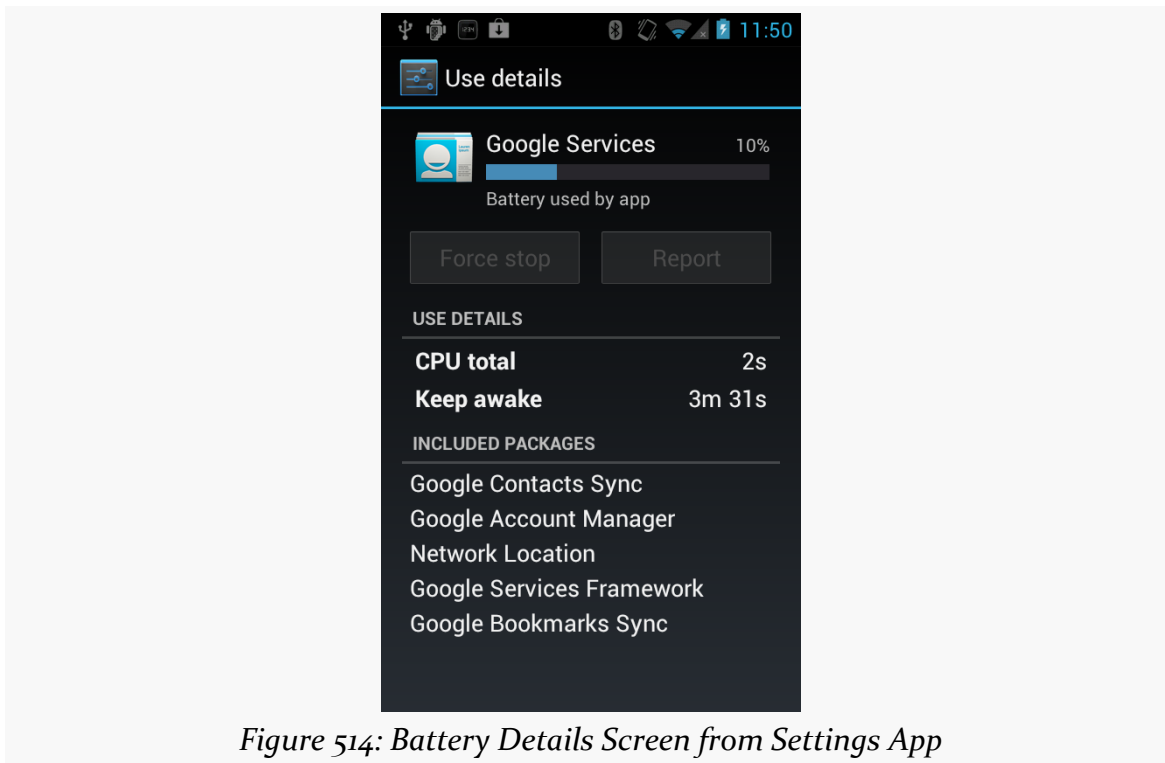 11:50
Use details
Google Services 10%
Battery used by app
Force stop Report
USE DETAILS
CPU total 2s
Keep awake 3m 31s
INCLUDED PACKAGES
Google Contacts Sync
Google Account Manager
Network Location
Google Services Framework
Google Bookmarks Sync
Figure 514: Battery Details Screen from Settings App